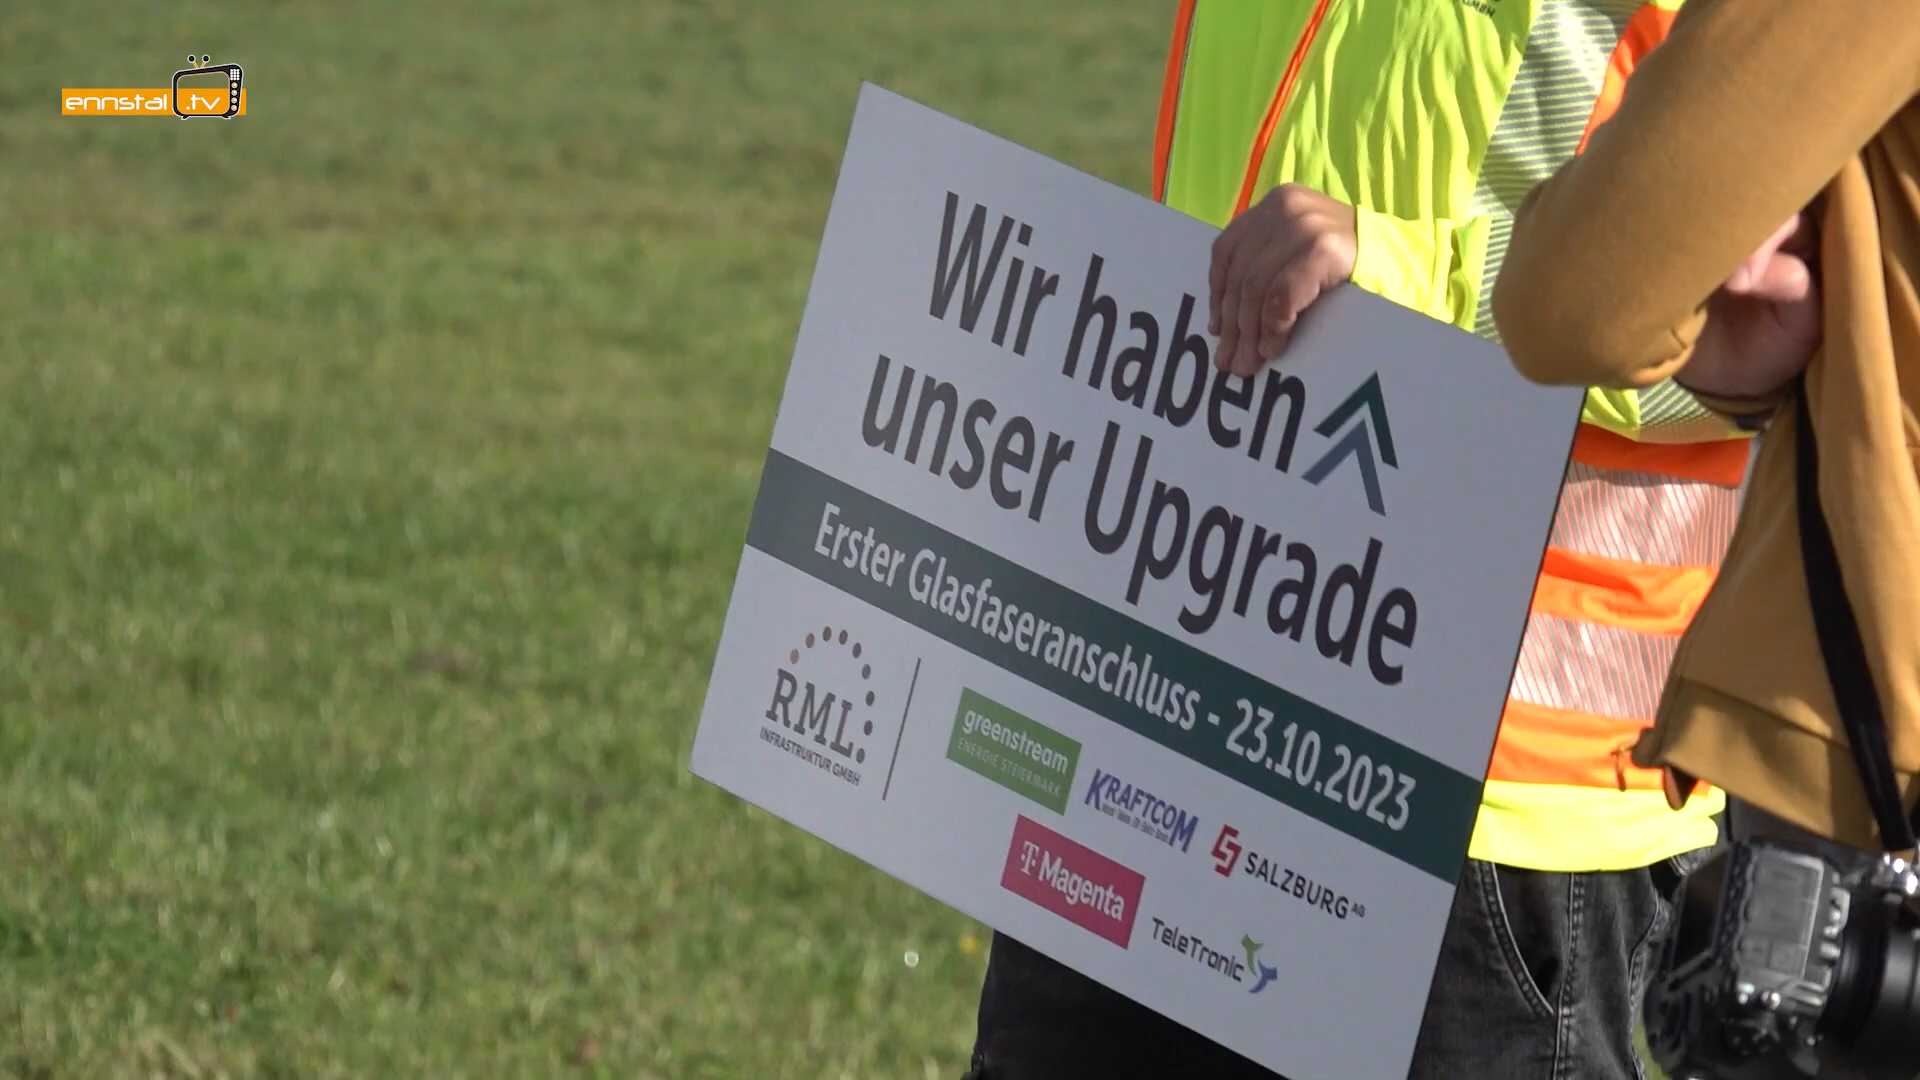 ennstal.tv
GMBH
Wir haben
unser Upgrade
Erster Glasfaseranschluss - 23.10.2023
RML
INFRASTRUKTUR GMBH
greenstream
ENERGIE STEIERMARK
KRAFTCOM
SALZBURG AG
T Magenta
TeleTronic